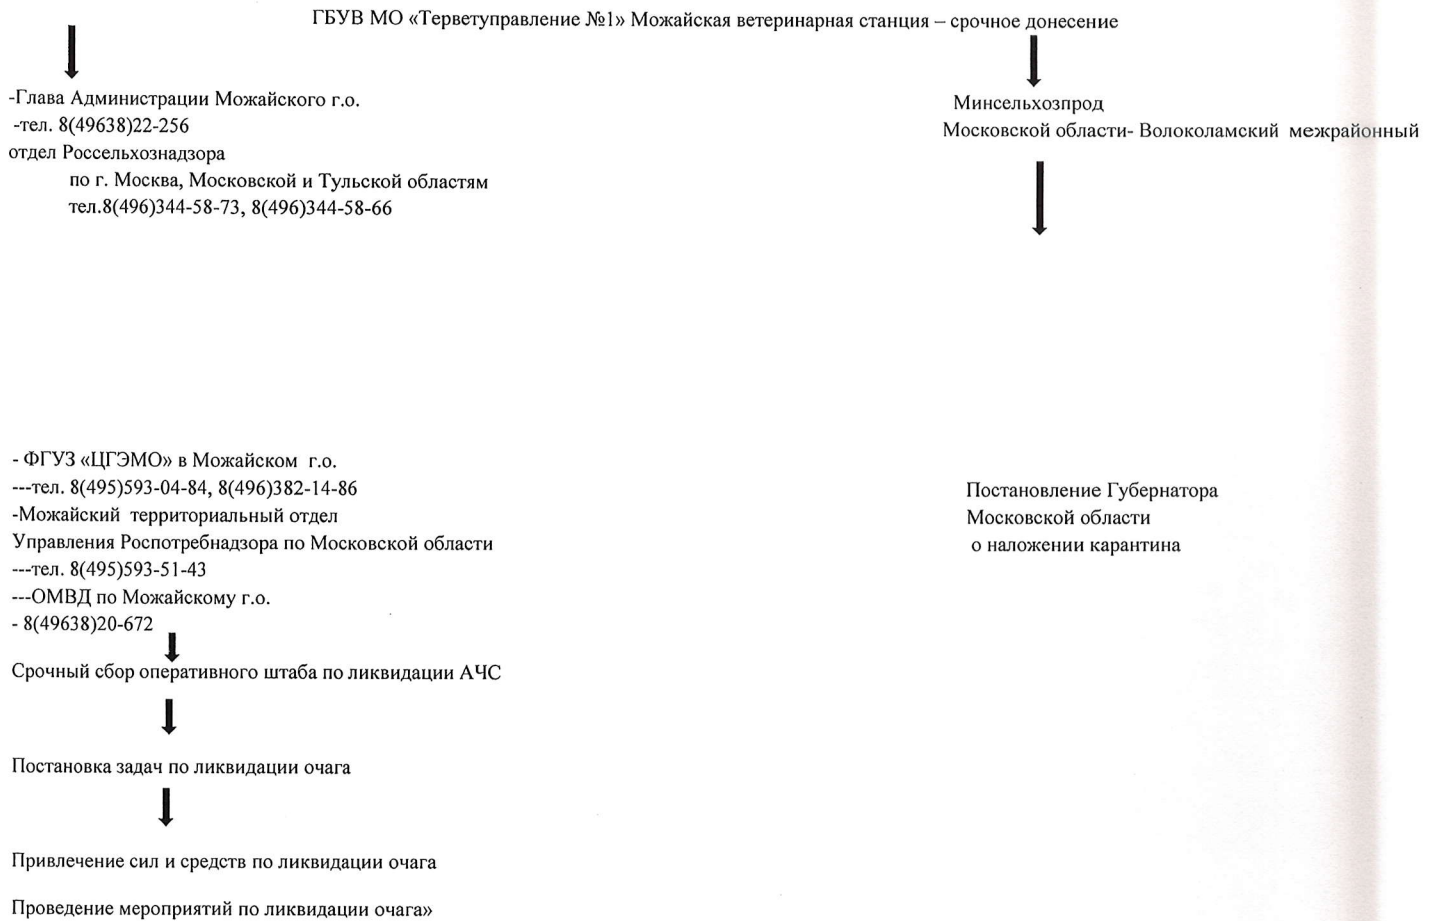 ГБУВ МО «Терветуправление №1» Можайская ветеринарная станция – срочное донесение
-Глава Администрации Можайского г.о.
-тел. 8(49638)22-256
отдел Россельхознадзора
по г. Москва, Московской и Тульской областям
тел.8(496)344-58-73, 8(496)344-58-66
Минсельхозпрод
Московской области- Волоколамский межрайонный
- ФГУЗ «ЦГЭМО» в Можайском г.о.
---тел. 8(495)593-04-84, 8(496)382-14-86
-Можайский территориальный отдел
Управления Роспотребнадзора по Московской области
---тел. 8(495)593-51-43
---ОМВД по Можайскому г.о.
- 8(49638)20-672
Постановление Губернатора
Московской области
о наложении карантина
Срочный сбор оперативного штаба по ликвидации АЧС
Постановка задач по ликвидации очага
Привлечение сил и средств по ликвидации очага
Проведение мероприятий по ликвидации очага»